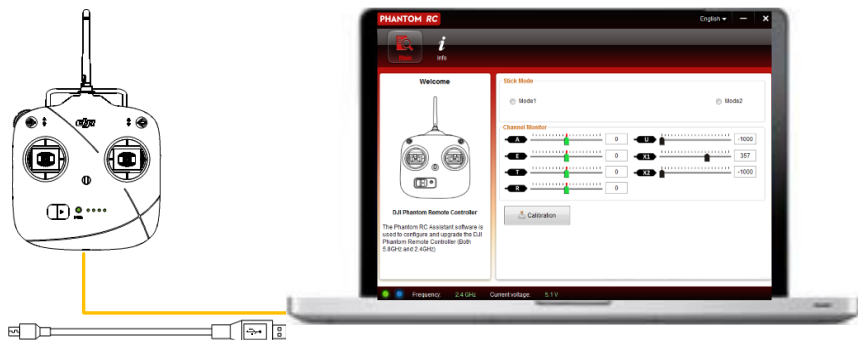 PHANTOM RC
English
Main
Info
Welcome
DJI Phantom Remote Controller
The Phantom RC Assistant software is
used to configure and upgrade the DJI
Phantom Remote Controller (Both
5.8GHz and 2.4GHz)
Stick Mode
Mode1
Mode2
Channel Monitor
A 0 U -1000
E 0 X1 357
T 0 X2 -1000
R 0
Calibration
Frequency: 2.4 GHz Current voltage: 5.1 V
dji